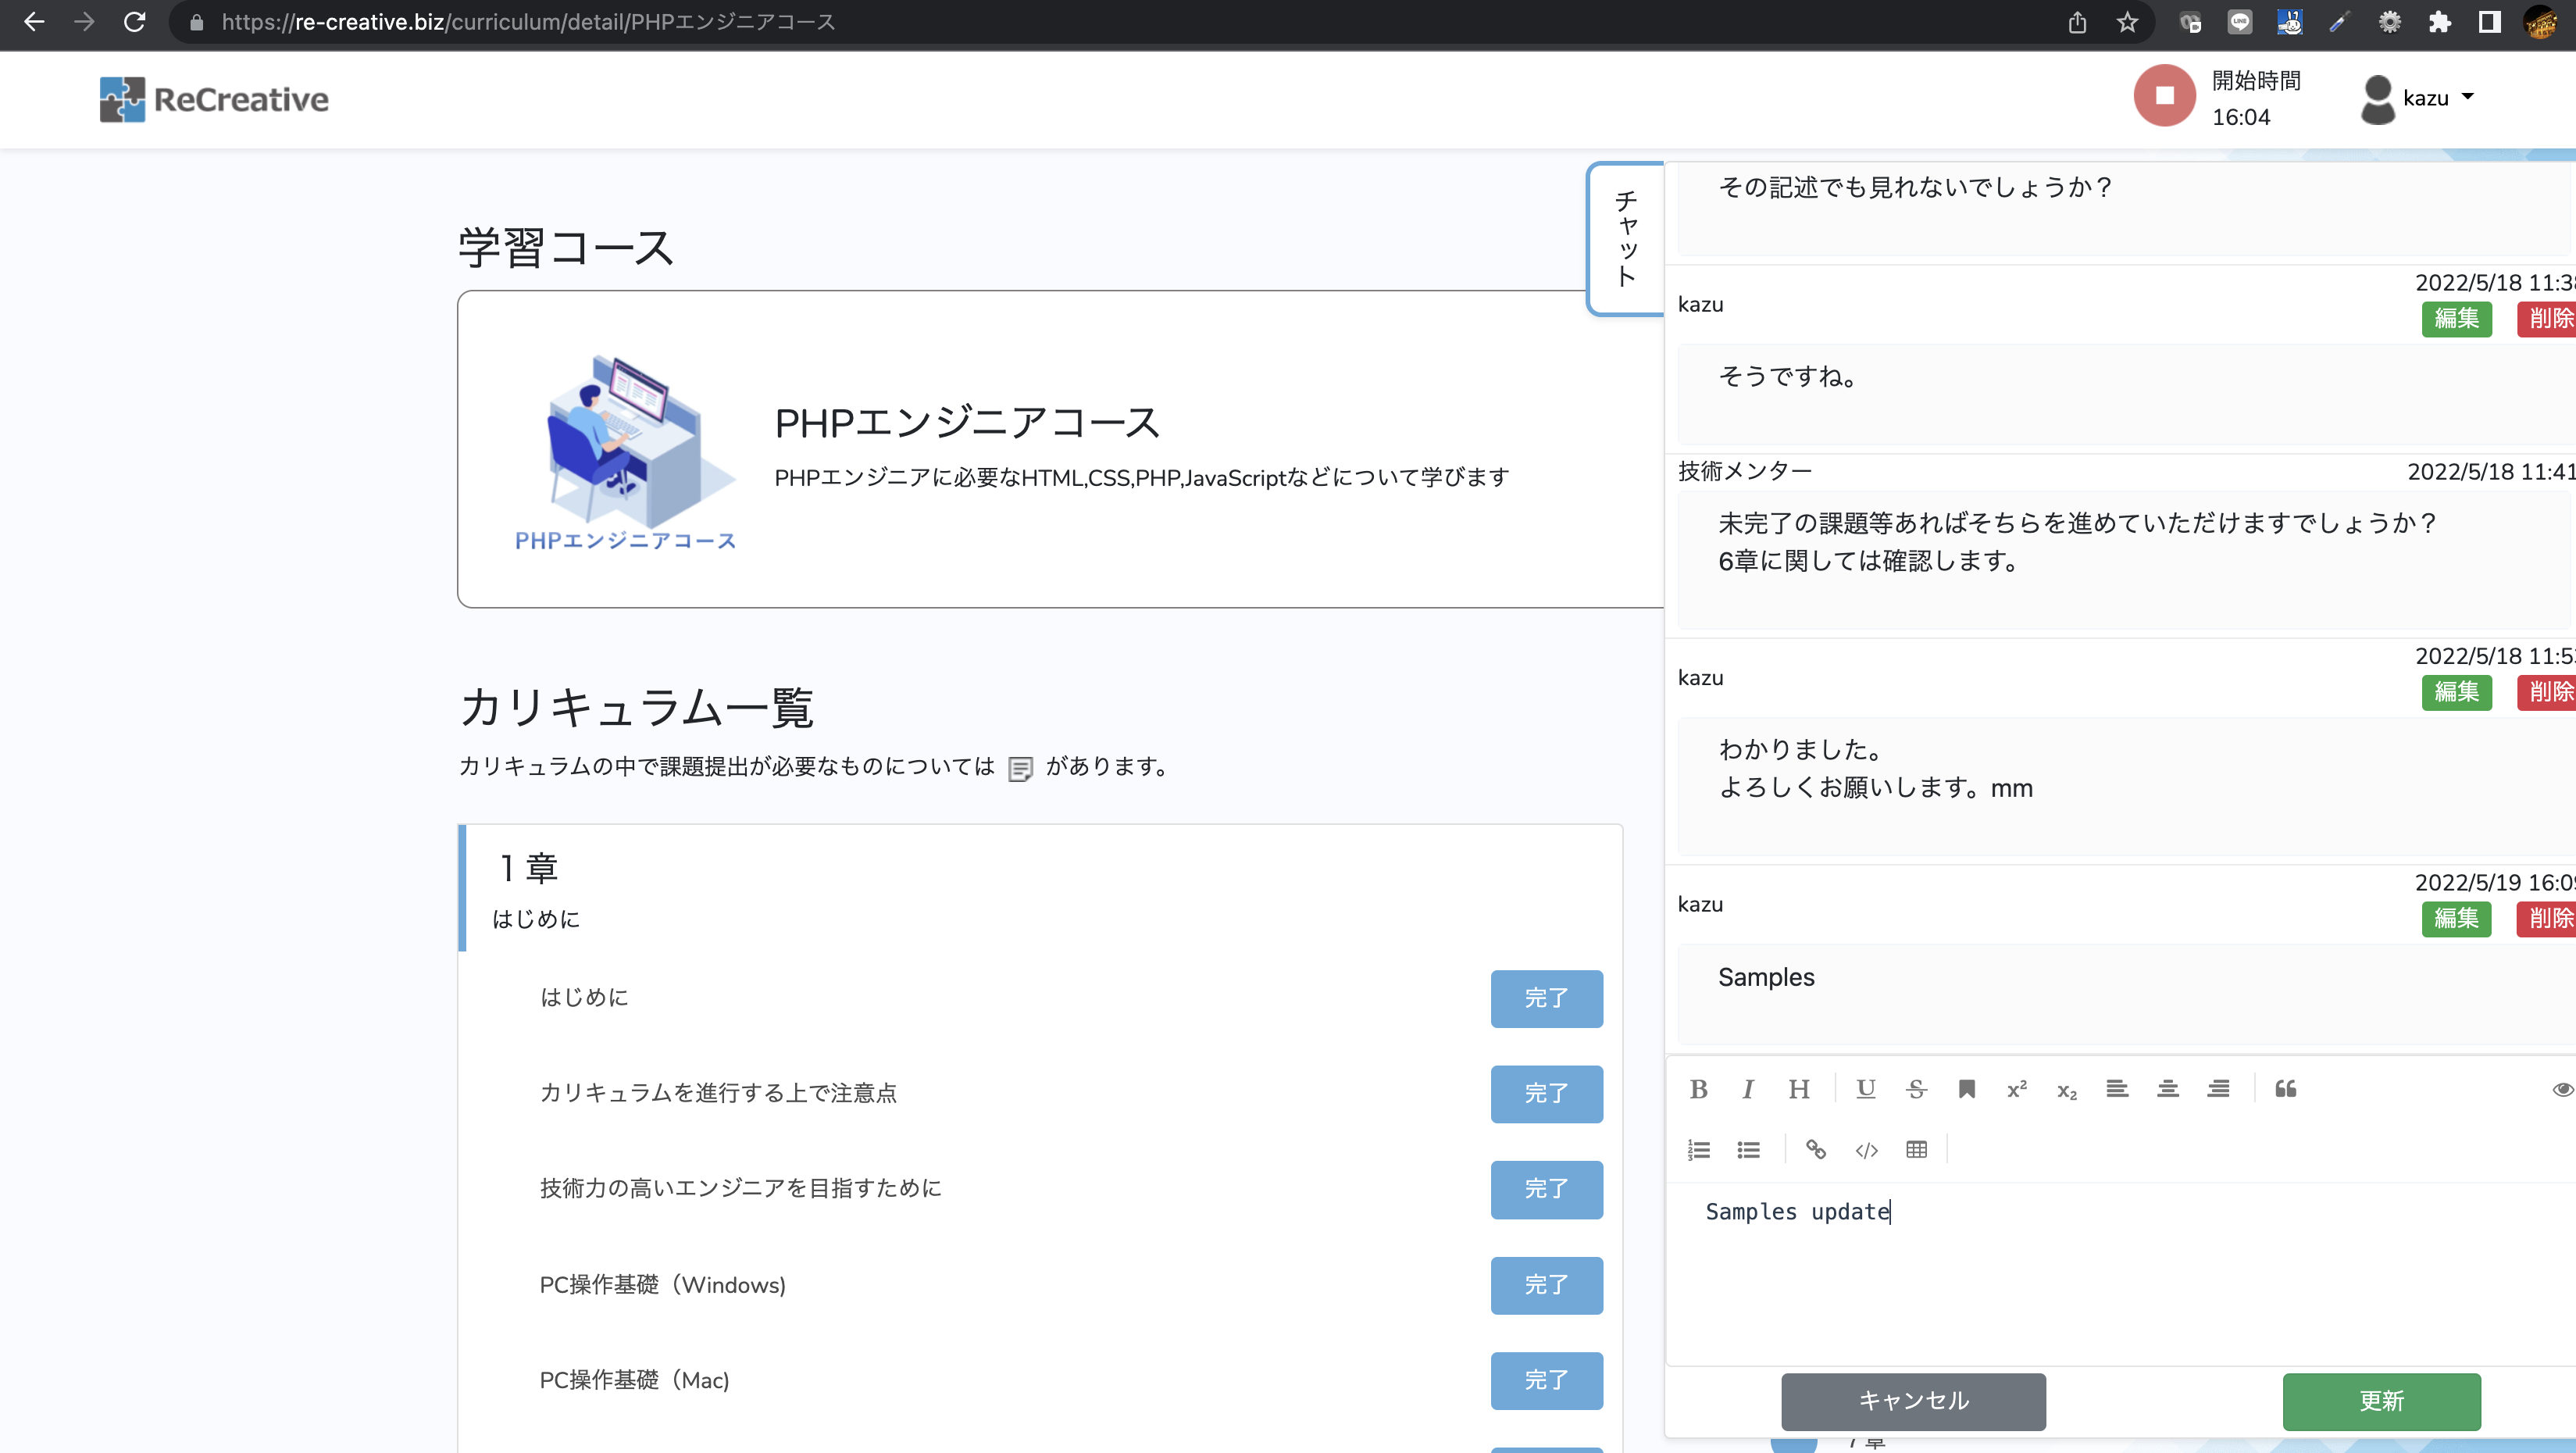 https://re-creative.biz/curriculum/detail/PHPエンジニアコース
ReCreative
開始時間
16:04
kazu
学習コース
PHPエンジニアコース
PHPエンジニアコース
PHPエンジニアに必要なHTML,CSS,PHP,JavaScriptなどについて学びます
カリキュラム一覧
カリキュラムの中で課題提出が必要なものについては があります。
1 章
はじめに
はじめに
完了
カリキュラムを進行する上で注意点
完了
技術力の高いエンジニアを目指すために
完了
PC操作基礎（Windows)
完了
PC操作基礎（Mac)
完了
チャット
その記述でも見れないでしょうか？
2022/5/18
kazu
編集 削除
そうですね。
技術メンター 2022/5/18 11:41
未完了の課題等あればそちらを進めていただけますでしょうか？
6章に関しては確認します。
2022/5/18
kazu
編集 削除
わかりました。
よろしくお願いします。mm
2022/5/19
kazu
編集 削除
Samples
B I H U S x² x₂
Samples update
キャンセル 更新
7 章